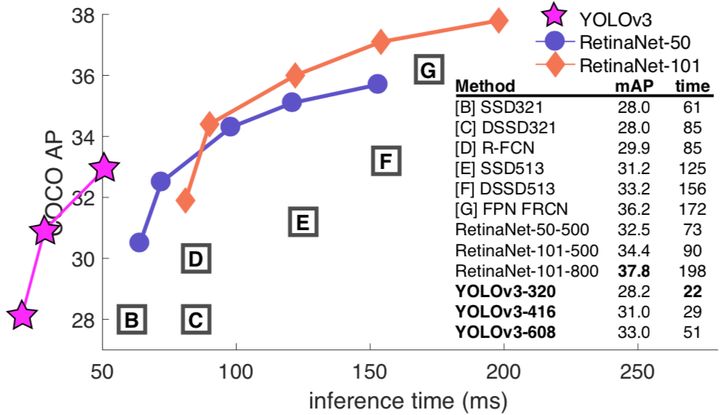 38
36
34
32
30
28
COCO AP
50
100
150
200
250
inference time (ms)
B
C
D
E
F
G
YOLOv3
RetinaNet-50
RetinaNet-101
Method mAP time
[B] SSD321 28.0 61
[C] DSSD321 28.0 85
[D] R-FCN 29.9 85
[E] SSD513 31.2 125
[F] DSSD513 33.2 156
[G] FPN FRCN 36.2 172
RetinaNet-50-500 32.5 73
RetinaNet-101-500 34.4 90
RetinaNet-101-800 37.8 198
YOLOv3-320 28.2 22
YOLOv3-416 31.0 29
YOLOv3-608 33.0 51